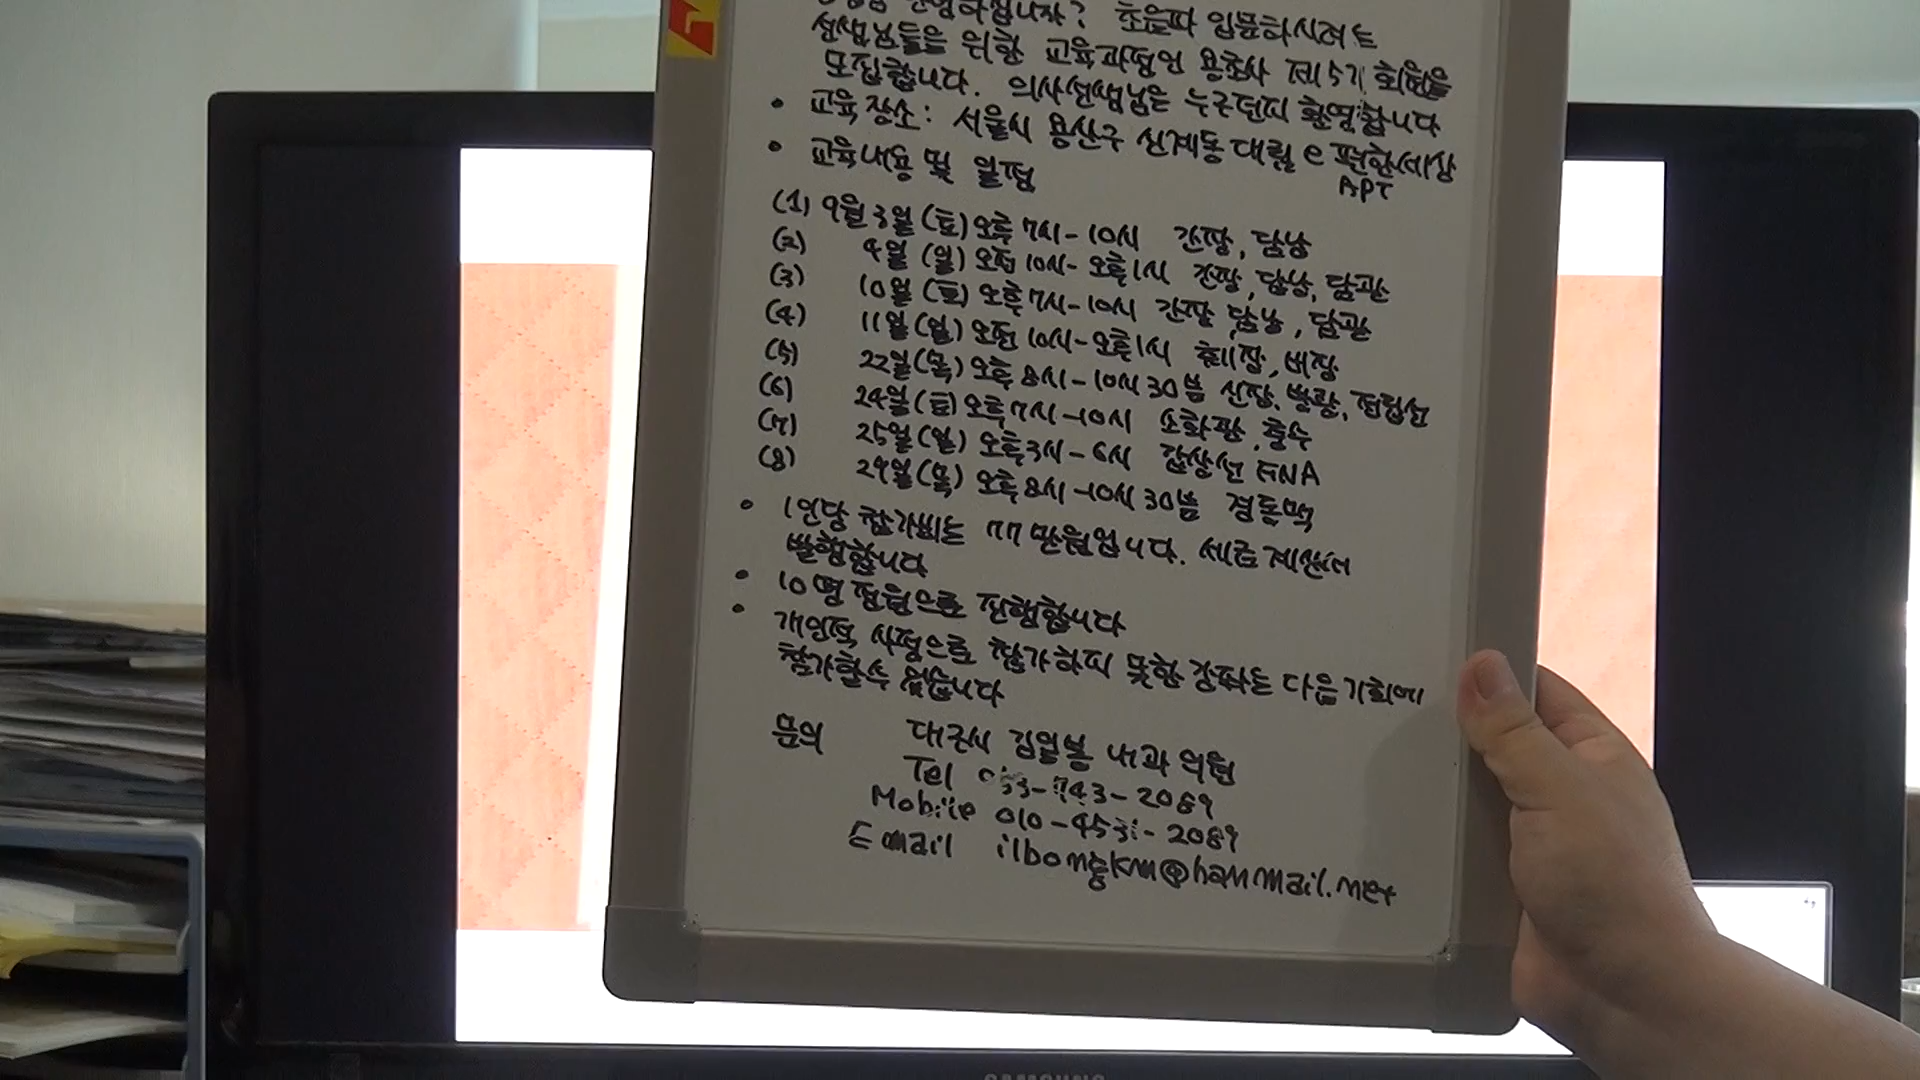 하십니까? 초음파 입문하시려는
선생님들을 위한 교육과정인 용초사 제5기 회원을
모집합니다. 의사선생님은 누구던지 환영합니다
• 교육장소: 서울시 용산구 신계동 대림 e 편한세상
APT
• 교육내용 및 일정
(1) 9월 3일 (토) 오후 7시-10시 간장, 담낭
(2) 4일 (일) 오전 10시-오후 1시 간장, 담낭, 담관
(3) 10일 (토) 오후 7시-10시 간장, 담낭, 담관
(4) 11일 (일) 오전 10시-오후 1시 췌장, 비장
(5) 22일 (목) 오후 8시-10시 30분 신장, 방광, 전립선
(6) 24일 (토) 오후 7시-10시 소화관, 충수
(7) 25일 (일) 오후 3시-6시 갑상선 FNA
(8) 29일 (목) 오후 8시-10시 30분 경동맥
• 1인당 참가비는 77만원입니다. 세금계산서
발행합니다
• 10명 정원으로 진행합니다
• 개인적 사정으로 참가하지 못한 강좌는 다음 기회에
참가할 수 있습니다
문의 대구시 김일봉 내과 의원
Tel 053-743-2089
Mobile 010-4531-2089
E mail ilbongkm@hanmail.net
SAMSUNG